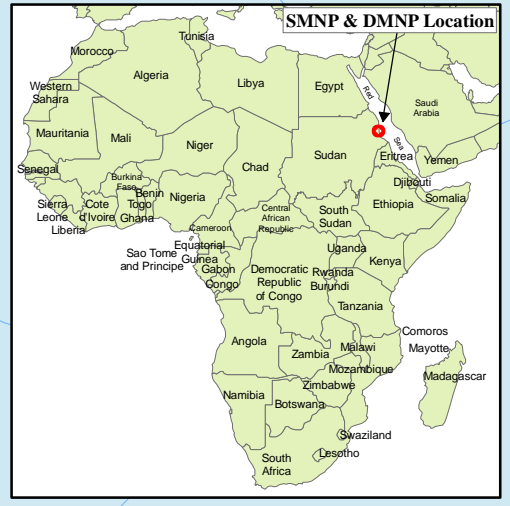 SMNP & DMNP Location
Tunisia
Morocco
Algeria
Libya
Egypt
Red
Sea
Saudi
Arabia
Western
Sahara
Mauritania
Mali
Niger
Chad
Sudan
Eritrea
Yemen
Senegal
Burkina
Faso
Benin
Togo
Ghana
Nigeria
Djibouti
Somalia
Ethiopia
Sierra
Leone
Cote
d'Ivoire
Liberia
Cameroon
Central
African
Republic
South
Sudan
Sao Tome
and Principe
Equatorial
Guinea
Gabon
Congo
Democratic
Republic
of Congo
Uganda
Kenya
Rwanda
Burundi
Tanzania
Comoros
Mayotte
Angola
Zambia
Malawi
Mozambique
Madagascar
Zimbabwe
Namibia
Botswana
Swaziland
Lesotho
South
Africa